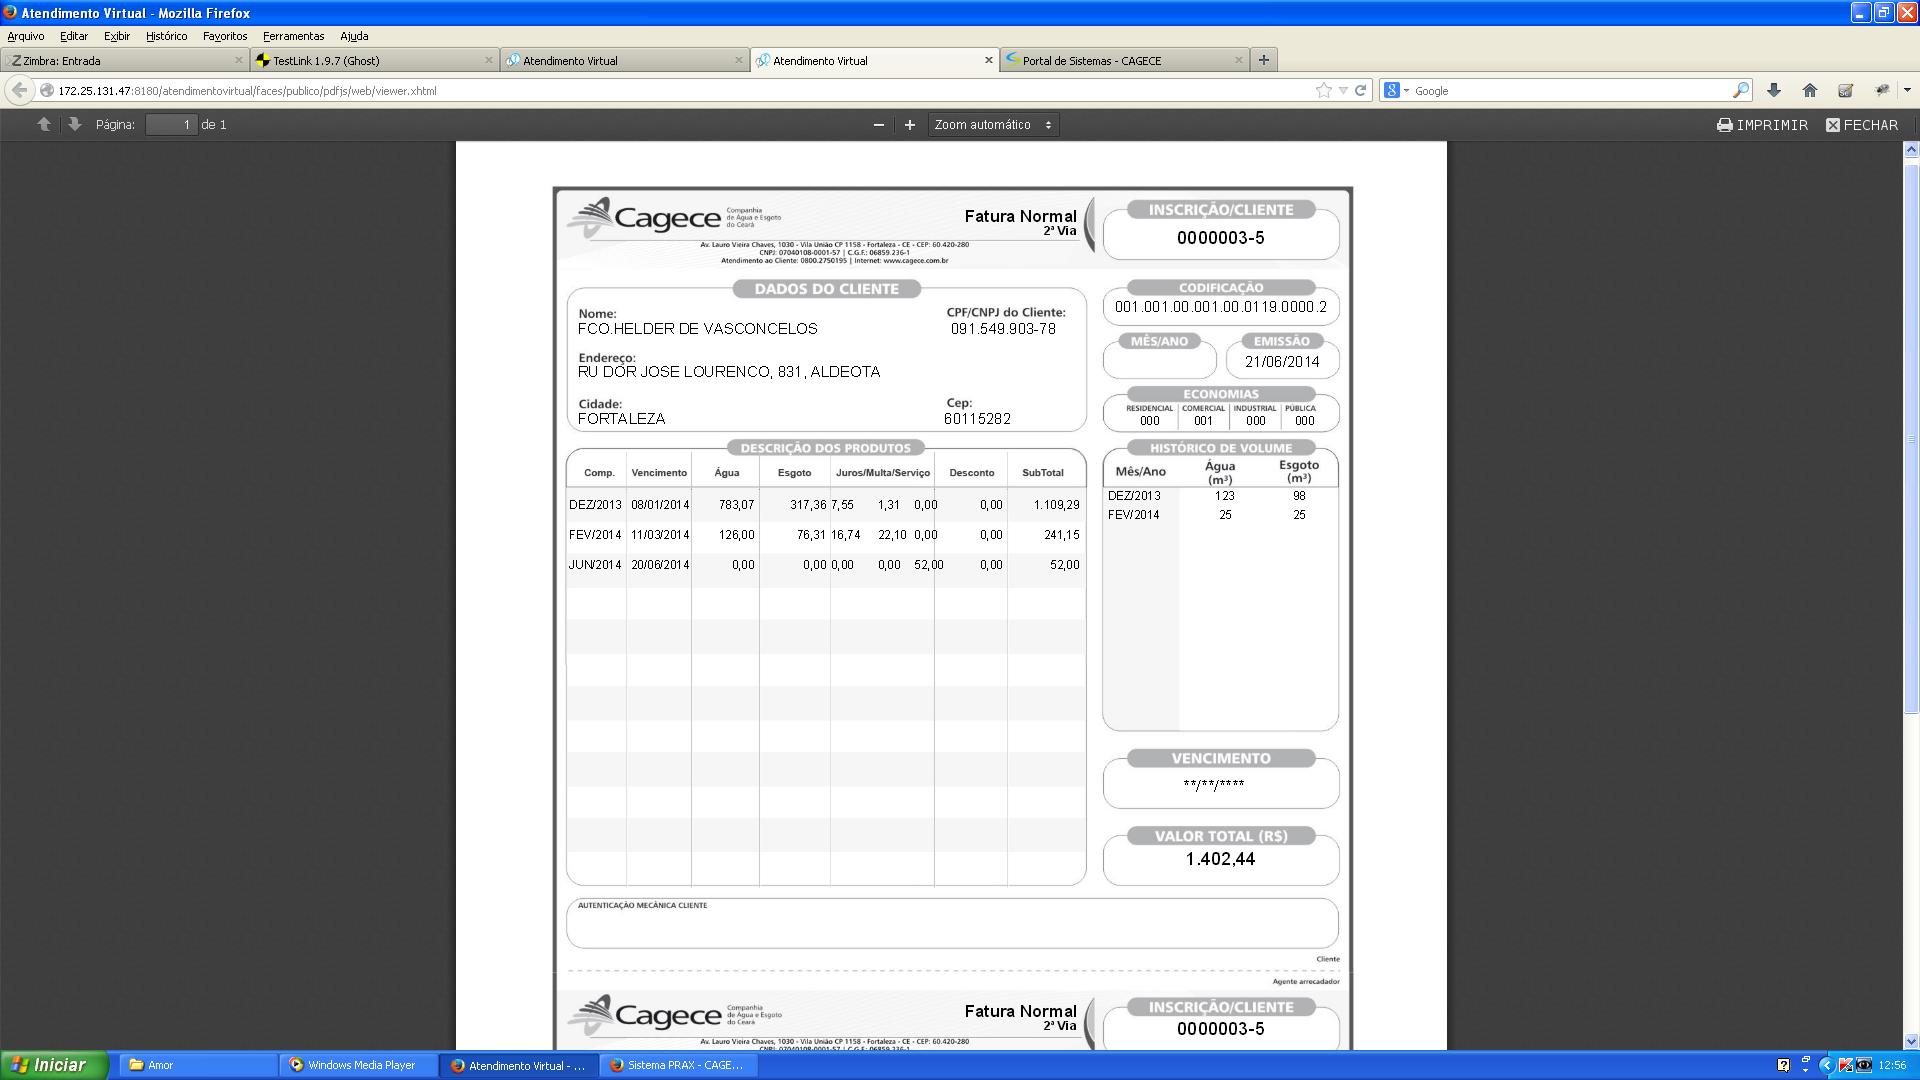 Atendimento Virtual - Mozilla Firefox
Arquivo Editar Exibir Histórico Favoritos Ferramentas Ajuda
Zimbra: Entrada
TestLink 1.9.7 (Ghost)
Atendimento Virtual
Atendimento Virtual
Portal de Sistemas - CAGECE
172.25.131.47:8180/atendimentovirtual/faces/publico/pdfjs/web/viewer.xhtml
Google
Página: 1 de 1
Zoom automático
IMPRIMIR
FECHAR
Cagece Companhia de Água e Esgoto do Ceará
Fatura Normal
2ª Via
Av. Lauro Vieira Chaves, 1030 - Vila União CP 1158 - Fortaleza - CE - CEP: 60.420-280
CNPJ: 07040108-0001-57 | C.G.F.: 06859.236-1
Atendimento ao Cliente: 0800.2750195 | Internet: www.cagece.com.br
INSCRIÇÃO/CLIENTE
0000003-5
DADOS DO CLIENTE
Nome:
FCO.HELDER DE VASCONCELOS
CPF/CNPJ do Cliente:
091.549.903-78
Endereço:
RU DOR JOSE LOURENCO, 831, ALDEOTA
Cidade:
FORTALEZA
Cep:
60115282
CODIFICAÇÃO
001.001.00.001.00.0119.0000.2
MÊS/ANO
EMISSÃO
21/06/2014
ECONOMIAS
RESIDENCIAL COMERCIAL INDUSTRIAL PÚBLICA
000 001 000 000
DESCRIÇÃO DOS PRODUTOS
Comp. Vencimento Água Esgoto Juros/Multa/Serviço Desconto SubTotal
DEZ/2013 08/01/2014 783,07 317,36 7,55 1,31 0,00 0,00 1.109,29
FEV/2014 11/03/2014 126,00 76,31 16,74 22,10 0,00 0,00 241,15
JUN/2014 20/06/2014 0,00 0,00 0,00 0,00 52,00 0,00 52,00
HISTÓRICO DE VOLUME
Mês/Ano Água (m³) Esgoto (m³)
DEZ/2013 123 98
FEV/2014 25 25
VENCIMENTO
**/**/****
VALOR TOTAL (R$)
1.402,44
AUTENTICAÇÃO MECÂNICA CLIENTE
Cliente
Agente arrecadador
Cagece Companhia de Água e Esgoto do Ceará
Fatura Normal
2ª Via
Av. Lauro Vieira Chaves, 1030 - Vila União CP 1158 - Fortaleza - CE - CEP: 60.420-280
CNPJ: 07040108-0001-57 | C.G.F.: 06859.236-1
INSCRIÇÃO/CLIENTE
0000003-5
Iniciar
Amor
Windows Media Player
Atendimento Virtual - ...
Sistema PRAX - CAGE...
12:56